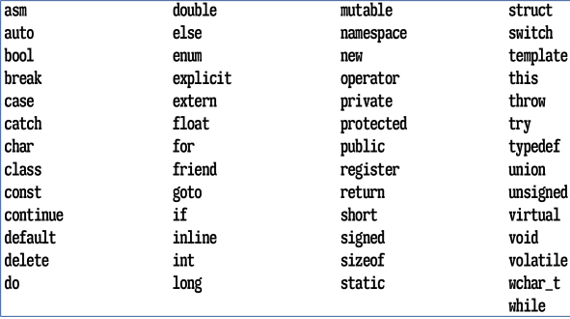 asm double mutable struct
auto else namespace switch
bool enum new template
break explicit operator this
case extern private throw
catch float protected try
char for public typedef
class friend register union
const goto return unsigned
continue if short virtual
default inline signed void
delete int sizeof volatile
do long static wchar_t
while